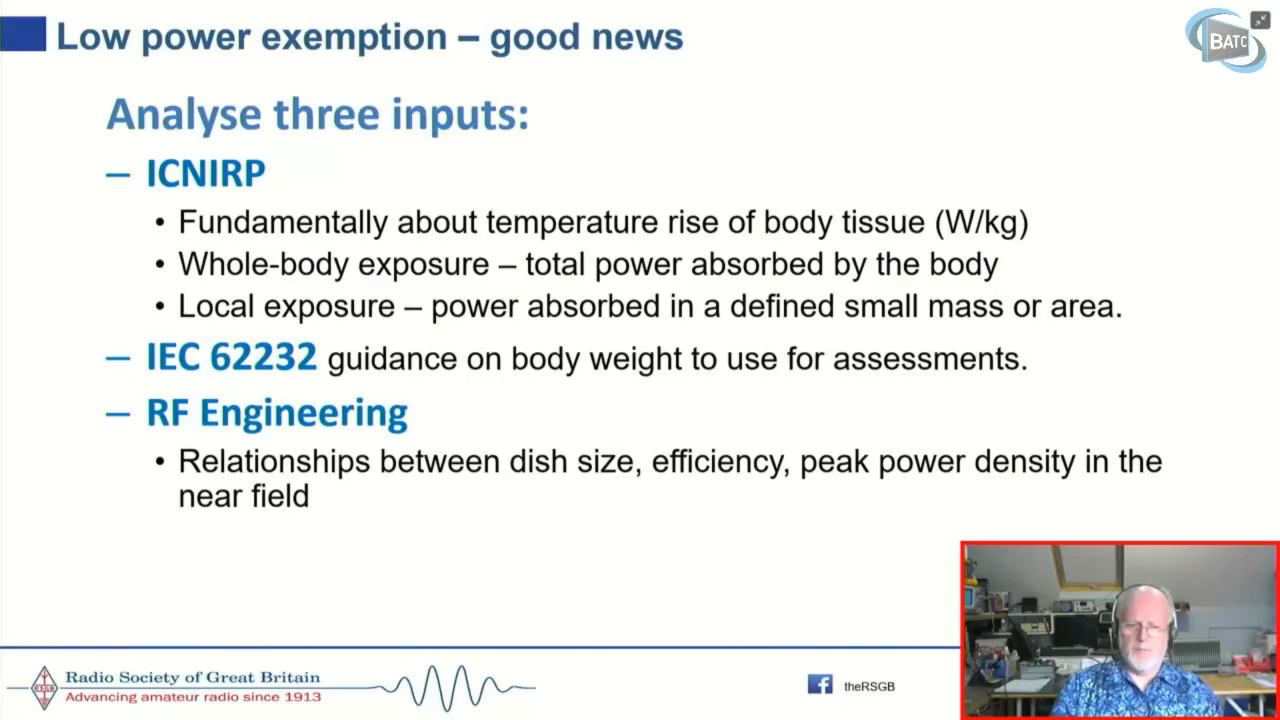 Low power exemption – good news
BATC
Analyse three inputs:
– ICNIRP
• Fundamentally about temperature rise of body tissue (W/kg)
• Whole-body exposure – total power absorbed by the body
• Local exposure – power absorbed in a defined small mass or area.
– IEC 62232 guidance on body weight to use for assessments.
– RF Engineering
• Relationships between dish size, efficiency, peak power density in the
near field
RSGB
Radio Society of Great Britain
Advancing amateur radio since 1913
f theRSGB